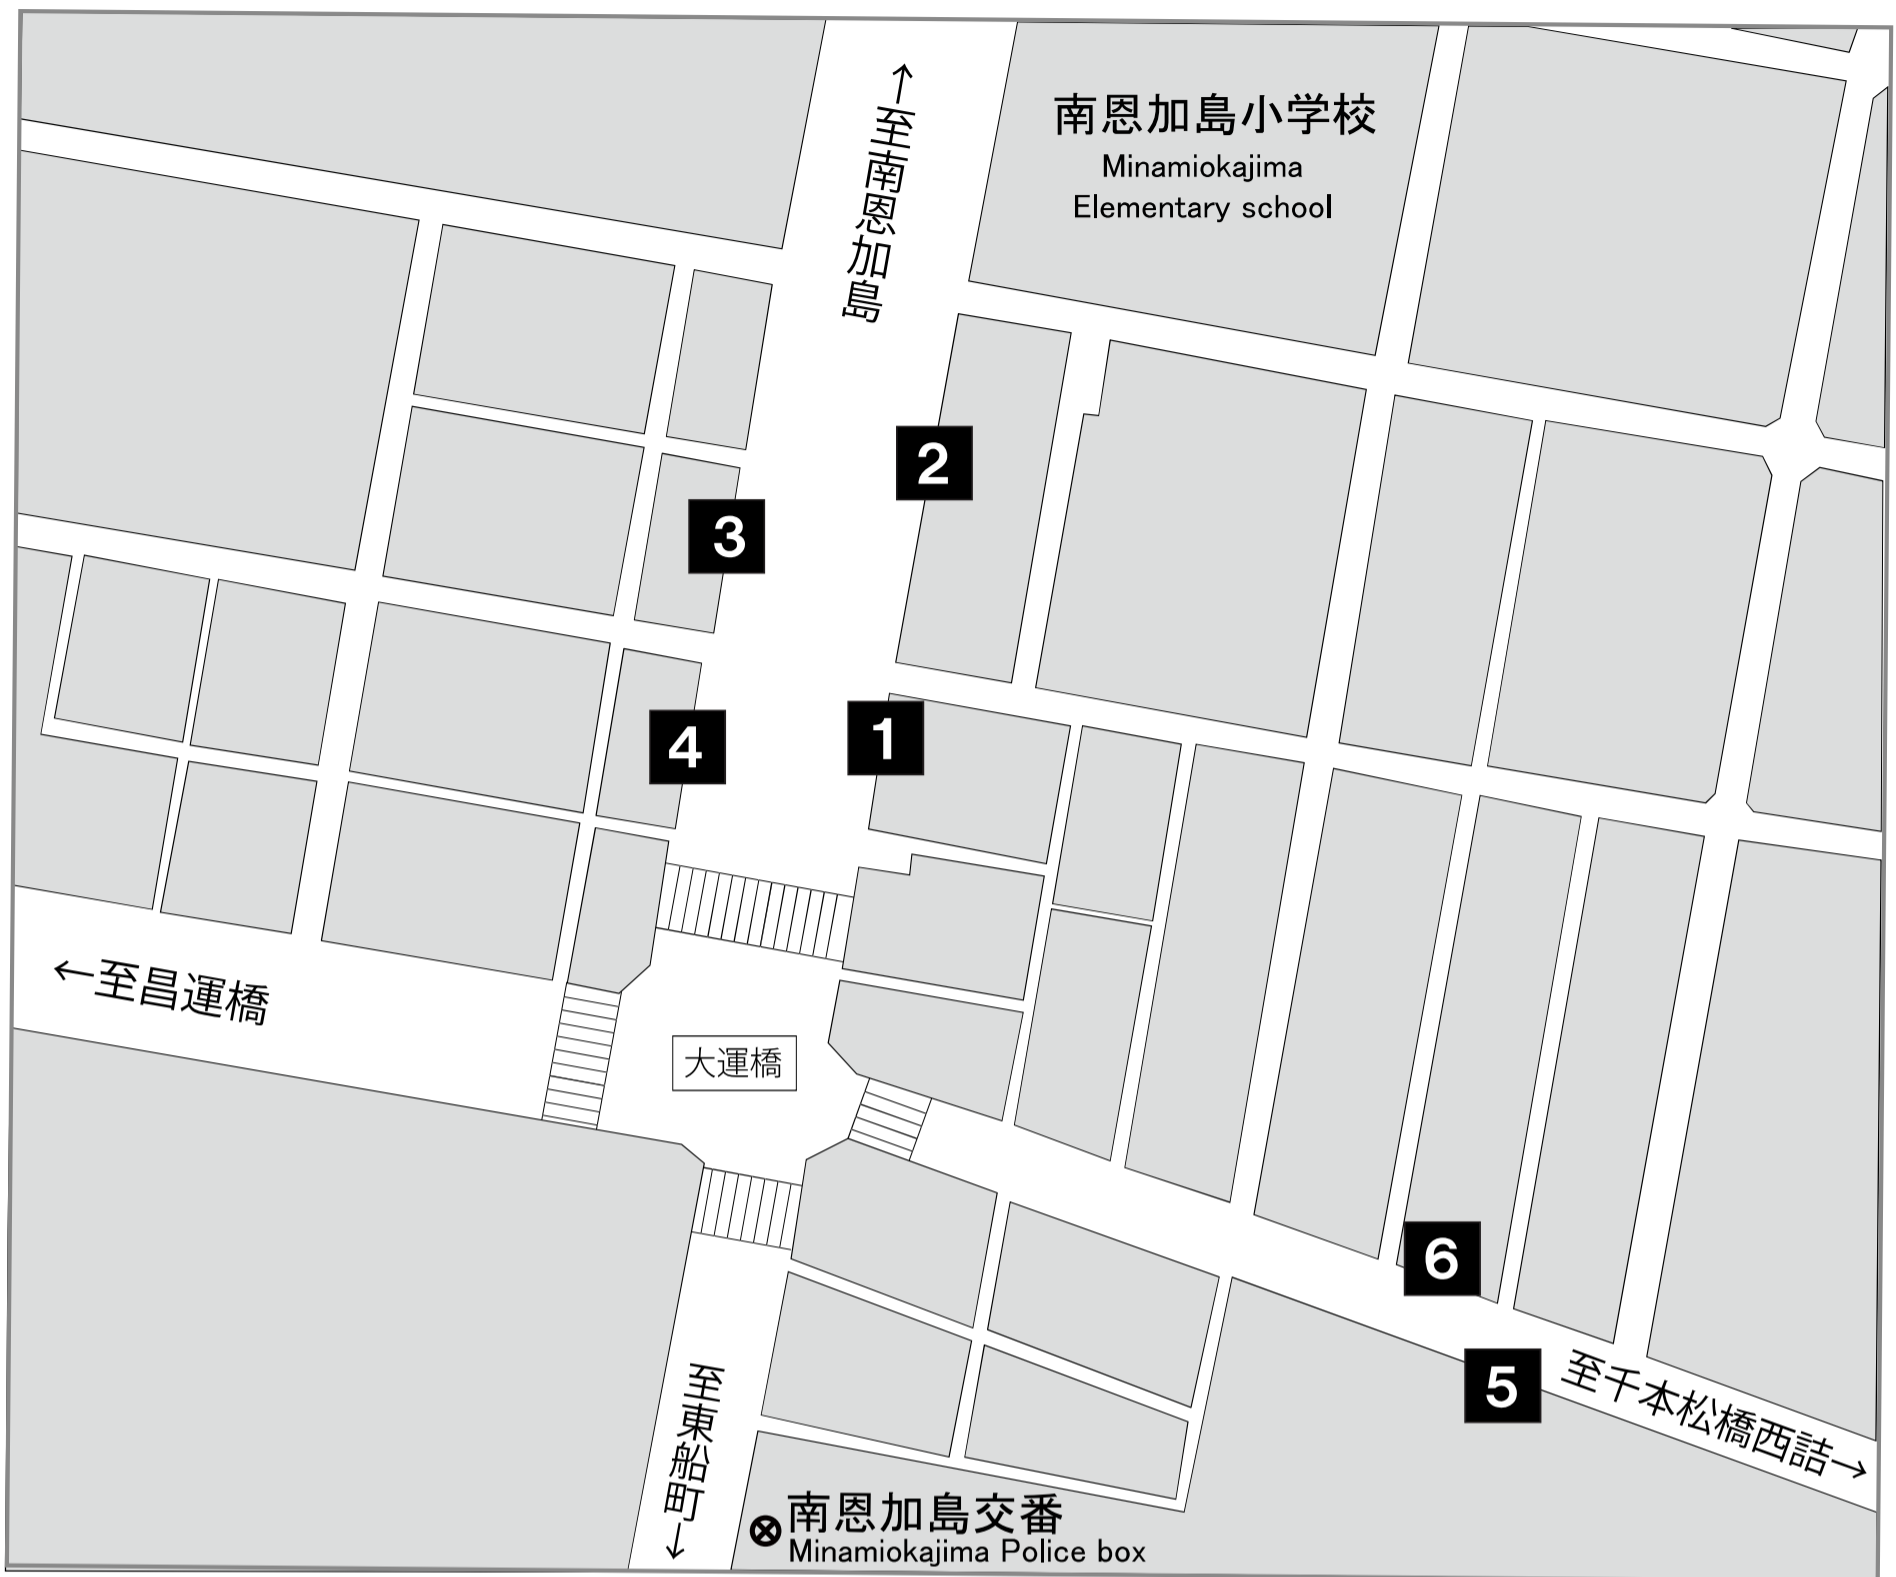 ↑至南恩加島
南恩加島小学校
Minamiokajima
Elementary school
2
3
1
4
←至昌運橋
大運橋
6
5
至千本松橋西詰→
至東船町↓
南恩加島交番
Minamiokajima Police box